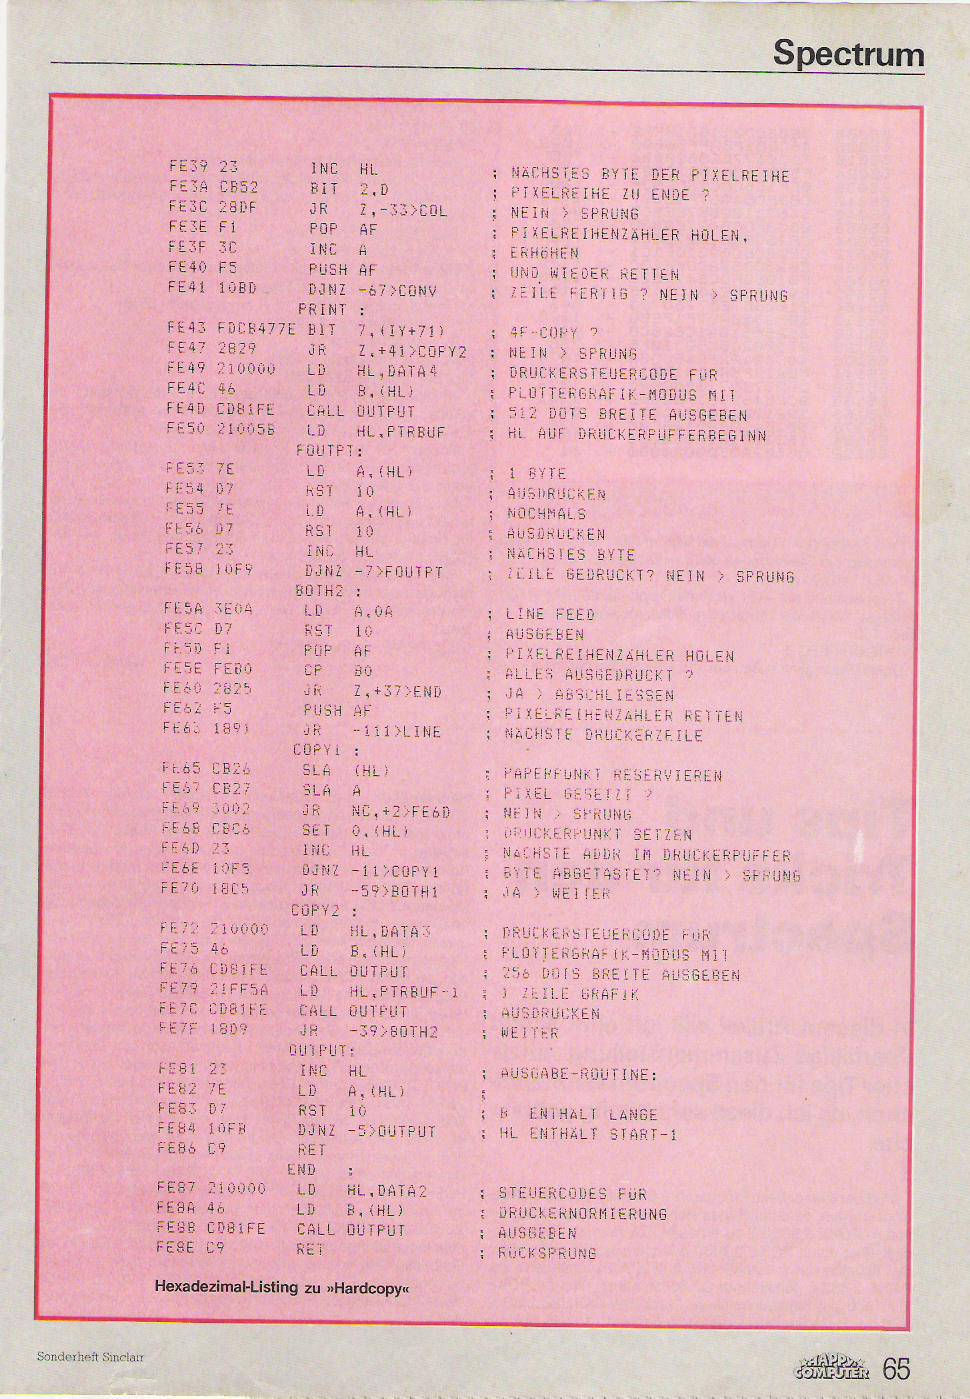 Spectrum
FE39 23 INC HL ; NÄCHSTES BYTE DER PIXELREIHE
FE3A CB52 BIT 2,D ; PIXELREIHE ZU ENDE ?
FE3C 28DF JR Z,-33>COL ; NEIN > SPRUNG
FE3E F1 POP AF ; PIXELREIHENZÄHLER HOLEN,
FE3F 3C INC A ; ERHÖHEN
FE40 F5 PUSH AF ; UND WIEDER RETTEN
FE41 10BD DJNZ -67>CONV ; ZEILE FERTIG ? NEIN > SPRUNG
PRINT :
FE43 FDCB477E BIT 7,(IY+71) ; 4F-COPY ?
FE47 2829 JR Z,+41>COPY2 ; NEIN > SPRUNG
FE49 210000 LD HL,DATA4 ; DRUCKERSTEUERCODE FÜR
FE4C 46 LD B,(HL) ; PLOTTERGRAFIK-MODUS MIT
FE4D CD81FE CALL OUTPUT ; 512 DOTS BREITE AUSGEBEN
FE50 21005B LD HL,PTRBUF ; HL AUF DRUCKERPUFFERBEGINN
FOUTPT:
FE53 7E LD A,(HL) ; 1 BYTE
FE54 D7 RST 10 ; AUSDRUCKEN
FE55 7E LD A,(HL) ; NOCHMALS
FE56 D7 RST 10 ; AUSDRUCKEN
FE57 23 INC HL ; NÄCHSTES BYTE
FE58 10F9 DJNZ -7>FOUTPT ; ZEILE GEDRUCKT? NEIN > SPRUNG
BOTH2 :
FE5A 3E0A LD A,0A ; LINE FEED
FE5C D7 RST 10 ; AUSGEBEN
FE5D F1 POP AF ; PIXELREIHENZÄHLER HOLEN
FE5E FEB0 CP B0 ; ALLES AUSGEDRUCKT ?
FE60 2825 JR Z,+37>END ; JA > ABSCHLIESSEN
FE62 F5 PUSH AF ; PIXELREIHENZÄHLER RETTEN
FE63 1891 JR -111>LINE ; NÄCHSTE DRUCKERZEILE
COPY1 :
FE65 CB26 SLA (HL) ; PAPERPUNKT RESERVIEREN
FE67 CB27 SLA A ; PIXEL GESETZT ?
FE69 3002 JR NC,+2>FE6D ; NEIN > SPRUNG
FE6B CBC6 SET 0,(HL) ; DRUCKERPUNKT SETZEN
FE6D 23 INC HL ; NÄCHSTE ADDR IM DRUCKERPUFFER
FE6E 10F5 DJNZ -11>COPY1 ; BYTE ABGETASTET? NEIN > SPRUNG
FE70 18C5 JR -59>BOTH1 ; JA > WEITER
COPY2 :
FE72 210000 LD HL,DATA3 ; DRUCKERSTEUERCODE FÜR
FE75 46 LD B,(HL) ; PLOTTERGRAFIK-MODUS MIT
FE76 CD81FE CALL OUTPUT ; 256 DOTS BREITE AUSGEBEN
FE79 21FF5A LD HL,PTRBUF-1 ; 1 ZEILE GRAFIK
FE7C CD81FE CALL OUTPUT ; AUSDRUCKEN
FE7F 18D9 JR -39>BOTH2 ; WEITER
OUTPUT:
FE81 23 INC HL ; AUSGABE-ROUTINE:
FE82 7E LD A,(HL) ;
FE83 D7 RST 10 ; B ENTHÄLT LÄNGE
FE84 10FB DJNZ -5>OUTPUT ; HL ENTHÄLT START-1
FE86 C9 RET
END :
FE87 210000 LD HL,DATA2 ; STEUERCODES FÜR
FE8A 46 LD B,(HL) ; DRUCKERNORMIERUNG
FE8B CD81FE CALL OUTPUT ; AUSGEBEN
FE8E C9 RET ; RÜCKSPRUNG
Hexadezimal-Listing zu »Hardcopy«
Sonderheft Sinclair
HAPPY COMPUTER 65